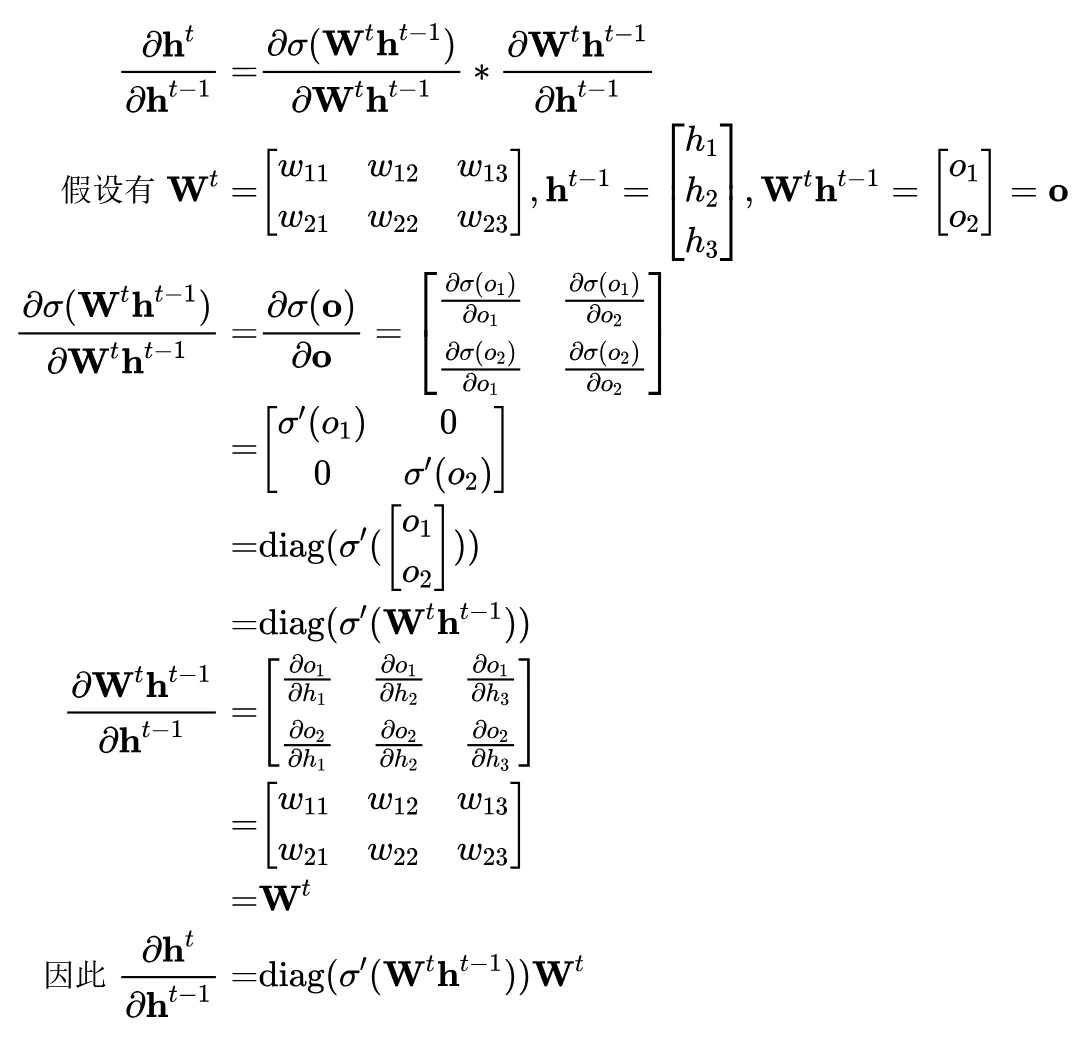 $\frac{\partial \mathbf{h}^t}{\partial \mathbf{h}^{t-1}} = \frac{\partial \sigma(\mathbf{W}^t\mathbf{h}^{t-1})}{\partial \mathbf{W}^t\mathbf{h}^{t-1}} * \frac{\partial \mathbf{W}^t\mathbf{h}^{t-1}}{\partial \mathbf{h}^{t-1}}$
假设有 $\mathbf{W}^t = \begin{bmatrix} w_{11} & w_{12} & w_{13} \\ w_{21} & w_{22} & w_{23} \end{bmatrix}, \mathbf{h}^{t-1} = \begin{bmatrix} h_1 \\ h_2 \\ h_3 \end{bmatrix}, \mathbf{W}^t\mathbf{h}^{t-1} = \begin{bmatrix} o_1 \\ o_2 \end{bmatrix} = \mathbf{o}$
$\frac{\partial \sigma(\mathbf{W}^t\mathbf{h}^{t-1})}{\partial \mathbf{W}^t\mathbf{h}^{t-1}} = \frac{\partial \sigma(\mathbf{o})}{\partial \mathbf{o}} = \begin{bmatrix} \frac{\partial \sigma(o_1)}{\partial o_1} & \frac{\partial \sigma(o_1)}{\partial o_2} \\ \frac{\partial \sigma(o_2)}{\partial o_1} & \frac{\partial \sigma(o_2)}{\partial o_2} \end{bmatrix}$
$= \begin{bmatrix} \sigma'(o_1) & 0 \\ 0 & \sigma'(o_2) \end{bmatrix}$
$= \text{diag}(\sigma'(\begin{bmatrix} o_1 \\ o_2 \end{bmatrix}))$
$= \text{diag}(\sigma'(\mathbf{W}^t\mathbf{h}^{t-1}))$
$\frac{\partial \mathbf{W}^t\mathbf{h}^{t-1}}{\partial \mathbf{h}^{t-1}} = \begin{bmatrix} \frac{\partial o_1}{\partial h_1} & \frac{\partial o_1}{\partial h_2} & \frac{\partial o_1}{\partial h_3} \\ \frac{\partial o_2}{\partial h_1} & \frac{\partial o_2}{\partial h_2} & \frac{\partial o_2}{\partial h_3} \end{bmatrix}$
$= \begin{bmatrix} w_{11} & w_{12} & w_{13} \\ w_{21} & w_{22} & w_{23} \end{bmatrix}$
$= \mathbf{W}^t$
因此 $\frac{\partial \mathbf{h}^t}{\partial \mathbf{h}^{t-1}} = \text{diag}(\sigma'(\mathbf{W}^t\mathbf{h}^{t-1}))\mathbf{W}^t$